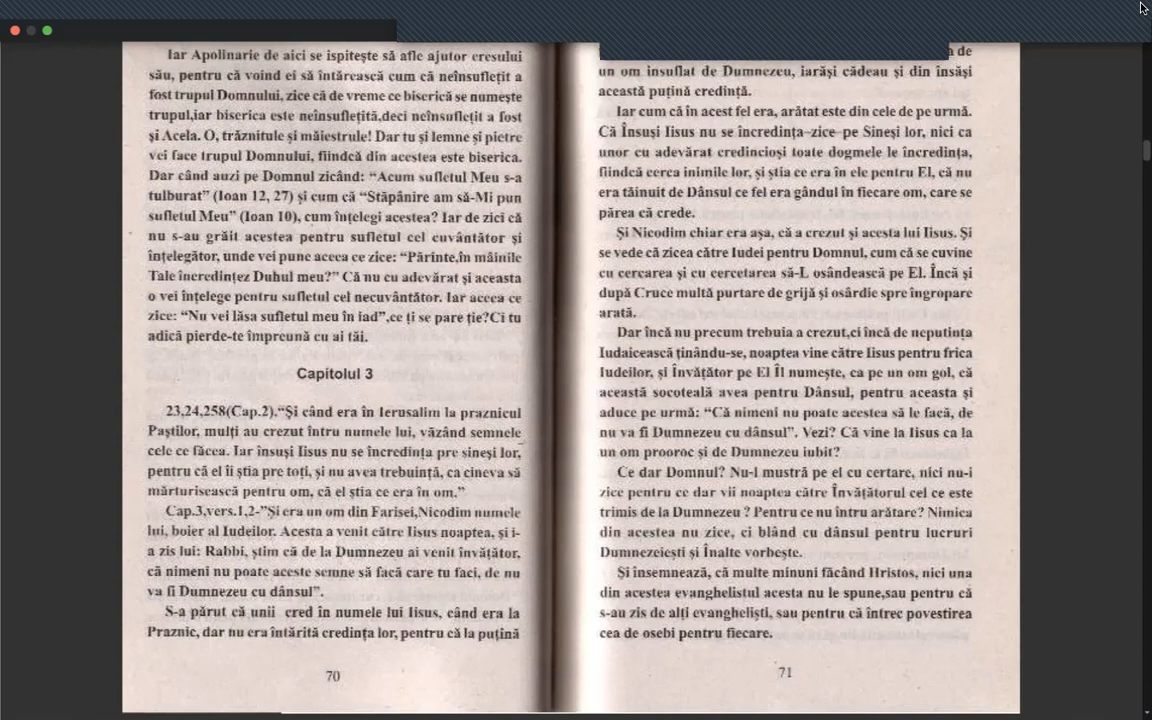 Iar Apolinarie de aici se ispitește să afle ajutor eresului
său, pentru că voind ei să întărească cum că neînsuflețit a
fost trupul Domnului, zice că de vreme ce biserică se numește
trupul,iar biserica este neînsuflețită,deci neînsuflețit a fost
și Acela. O, trăznitule și măiestrule! Dar tu și lemne și pietre
vei face trupul Domnului, fiindcă din acestea este biserica.
Dar când auzi pe Domnul zicând: “Acum sufletul Meu s-a
tulburat” (Ioan 12, 27) și cum că “Stăpânire am să-Mi pun
sufletul Meu” (Ioan 10), cum înțelegi acestea? Iar de zici că
nu s-au grăit acestea pentru sufletul cel cuvântător și
înțelegător, unde vei pune aceea ce zice: “Părinte,în mâinile
Tale încredințez Duhul meu?” Că nu cu adevărat și aceasta
o vei înțelege pentru sufletul cel necuvântător. Iar aceea ce
zice: “Nu vei lăsa sufletul meu în iad”,ce ți se pare ție?Ci tu
adică pierde-te împreună cu ai tăi.
Capitolul 3
23,24,258(Cap.2).“Și când era în Ierusalim la praznicul
Paștilor, mulți au crezut întru numele lui, văzând semnele
cele ce făcea. Iar însuși Iisus nu se încredința pre sineși lor,
pentru că el îi știa pre toți, și nu avea trebuință, ca cineva să
mărturisească pentru om, că el știa ce era în om.”
Cap.3,vers.1,2-”Și era un om din Farisei,Nicodim numele
lui, boier al Iudeilor. Acesta a venit către Iisus noaptea, și i-
a zis lui: Rabbi, știm că de la Dumnezeu ai venit învățător,
că nimeni nu poate aceste semne să facă care tu faci, de nu
va fi Dumnezeu cu dânsul”.
S-a părut că unii cred în numele lui Iisus, când era la
Praznic, dar nu era întărită credința lor, pentru că la puțină
70
de
un om insuflat de Dumnezeu, iarăși cădeau și din însăși
această puțină credință.
Iar cum că în acest fel era, arătat este din cele de pe urmă.
Că Însuși Iisus nu se încredința-zice-pe Sineși lor, nici ca
unor cu adevărat credincioși toate dogmele le încredința,
fiindcă cerca inimile lor, și știa ce era în ele pentru El, că nu
era tăinuit de Dânsul ce fel era gândul în fiecare om, care se
părea că crede.
Și Nicodim chiar era așa, că a crezut și acesta lui Iisus. Și
se vede că zicea către Iudei pentru Domnul, cum că se cuvine
cu cercarea și cu cercetarea să-L osândească pe El. Încă și
după Cruce multă purtare de grijă și osârdie spre îngropare
arată.
Dar încă nu precum trebuia a crezut,ci încă de neputința
Iudaicească ținându-se, noaptea vine către Iisus pentru frica
Iudeilor, și Învățător pe El Îl numește, ca pe un om gol, că
această socoteală avea pentru Dânsul, pentru aceasta și
aduce pe urmă: “Că nimeni nu poate acestea să le facă, de
nu va fi Dumnezeu cu dânsul”. Vezi? Că vine la Iisus ca la
un om prooroc și de Dumnezeu iubit?
Ce dar Domnul? Nu-l mustră pe el cu certare, nici nu-i
zice pentru ce dar vii noaptea către Învățătorul cel ce este
trimis de la Dumnezeu ? Pentru ce nu întru arătare? Nimica
din acestea nu zice, ci blând cu dânsul pentru lucruri
Dumnezeiești și Înalte vorbește.
Și însemnează, că multe minuni făcând Hristos, nici una
din acestea evanghelistul acesta nu le spune,sau pentru că
s-au zis de alți evangheliști, sau pentru că întrec povestirea
cea de osebi pentru fiecare.
71